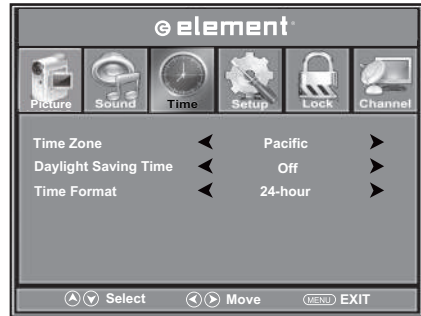 element
Picture Sound Time Setup Lock Channel
Time Zone Pacific
Daylight Saving Time Off
Time Format 24-hour
Select Move MENU EXIT